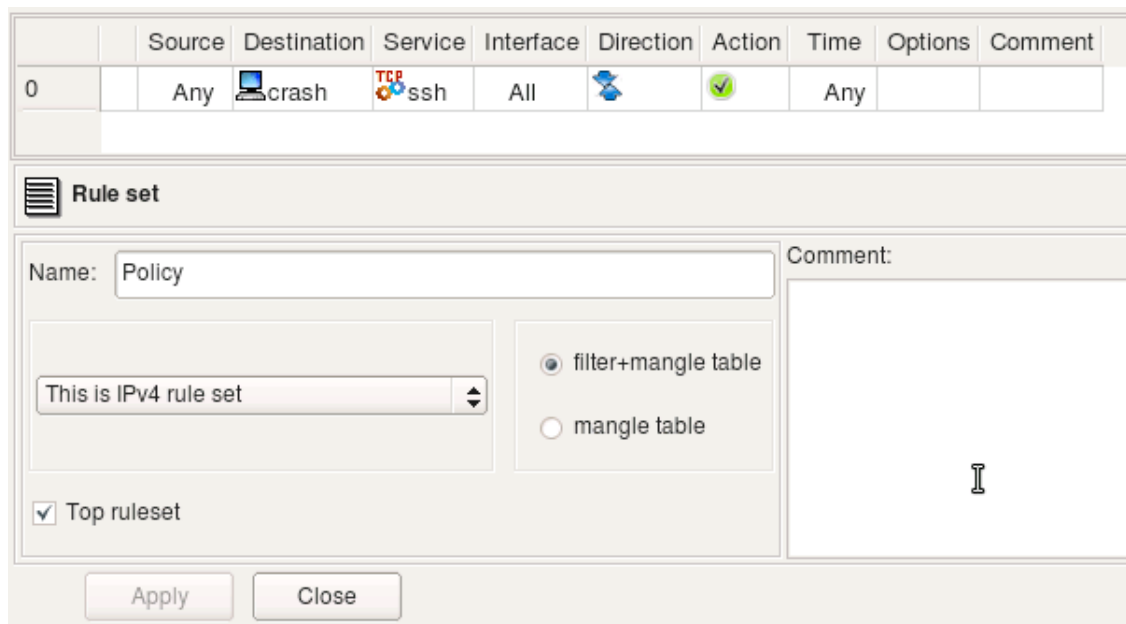 Source Destination Service Interface Direction Action Time Options Comment
0 Any crash TCP ssh All Any
Rule set
Name: Policy
Comment:
This is IPv4 rule set
filter+mangle table
mangle table
Top ruleset
Apply Close